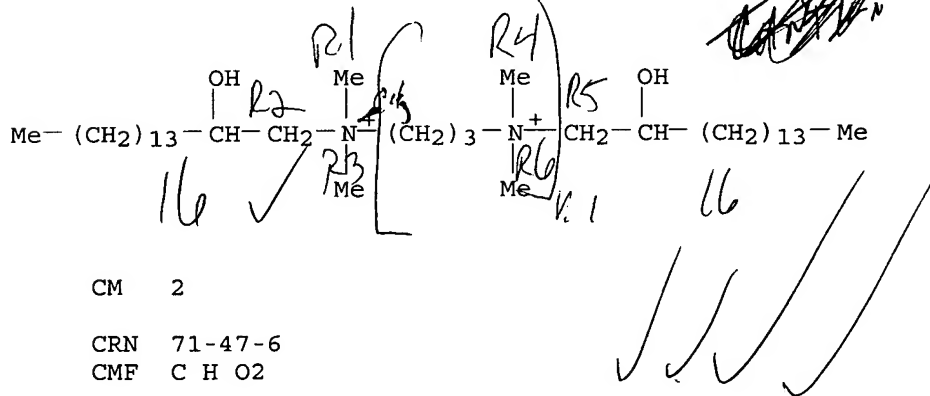 R1 R4
OH Me Me OH
R2 R5
Me—(CH2)13—CH—CH2—N+—(CH2)3—N+—CH2—CH—(CH2)13—Me
R3 R6
16 Me Me 16
CM 2
CRN 71-47-6
CMF C H O2